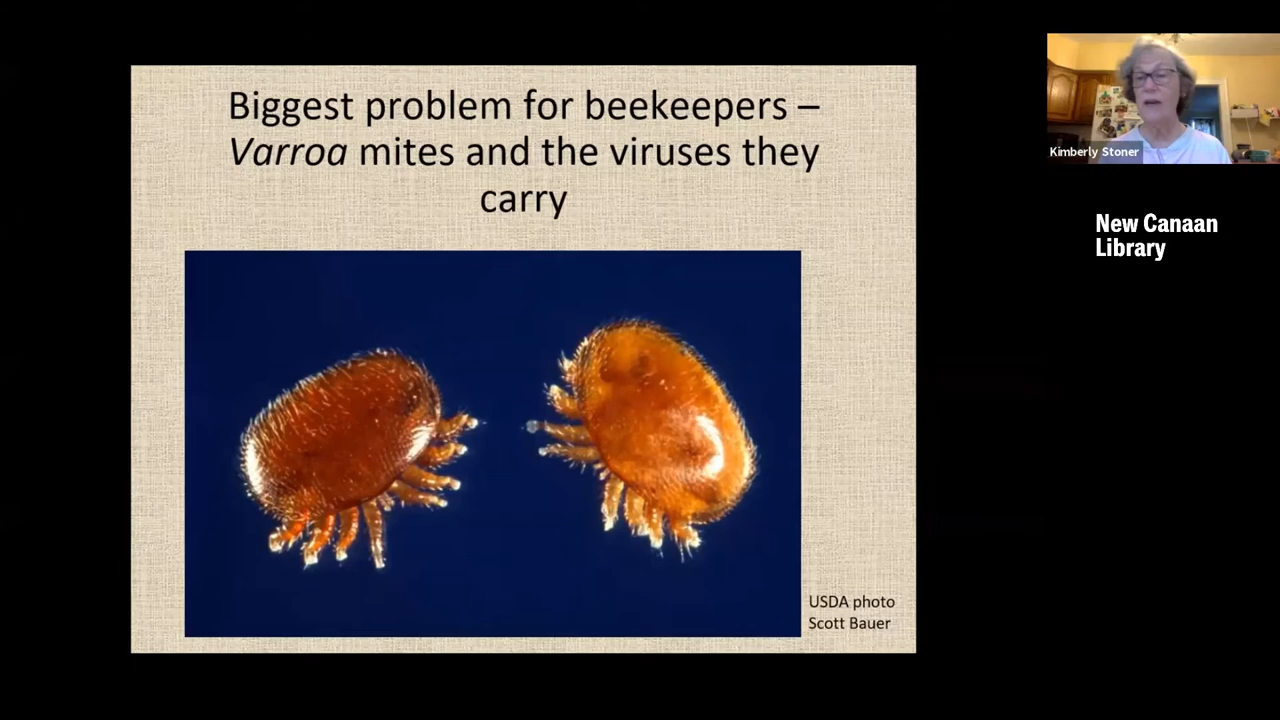 Biggest problem for beekeepers –
Varroa mites and the viruses they
carry
USDA photo
Scott Bauer
Kimberly Stoner
New Canaan
Library